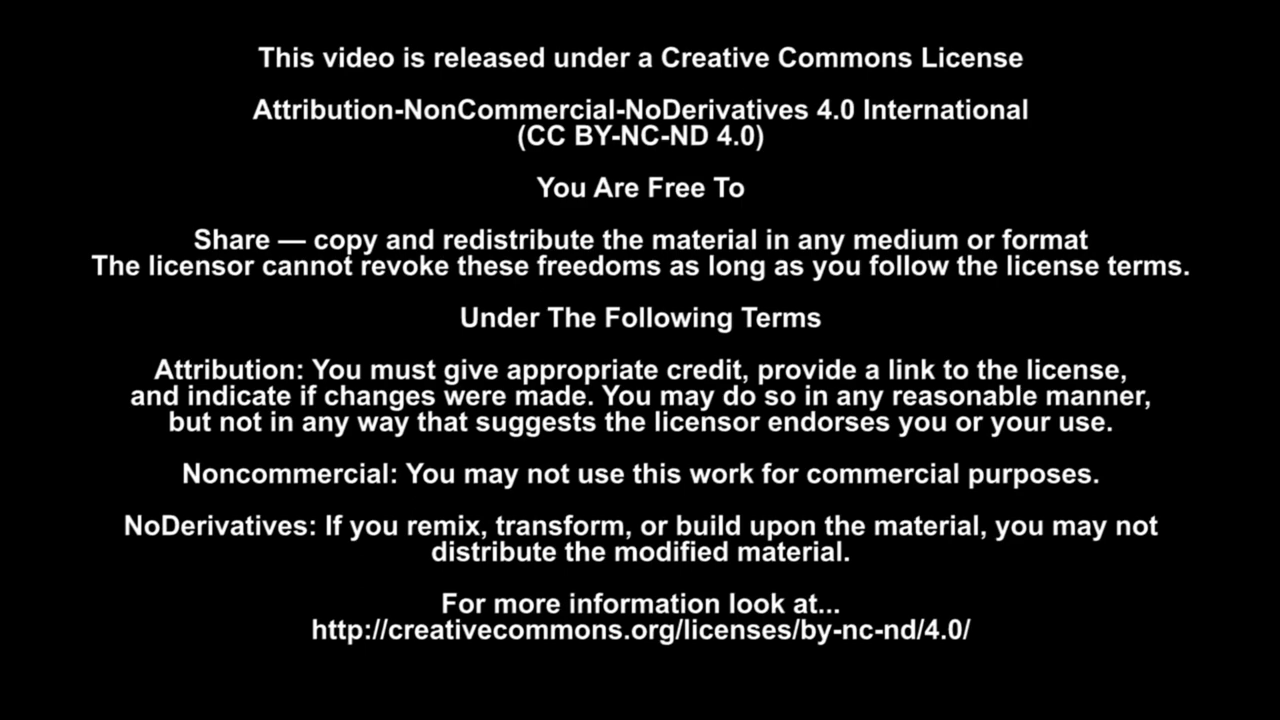 This video is released under a Creative Commons License
Attribution-NonCommercial-NoDerivatives 4.0 International
(CC BY-NC-ND 4.0)
You Are Free To
Share — copy and redistribute the material in any medium or format
The licensor cannot revoke these freedoms as long as you follow the license terms.
Under The Following Terms
Attribution: You must give appropriate credit, provide a link to the license,
and indicate if changes were made. You may do so in any reasonable manner,
but not in any way that suggests the licensor endorses you or your use.
Noncommercial: You may not use this work for commercial purposes.
NoDerivatives: If you remix, transform, or build upon the material, you may not
distribute the modified material.
For more information look at...
http://creativecommons.org/licenses/by-nc-nd/4.0/